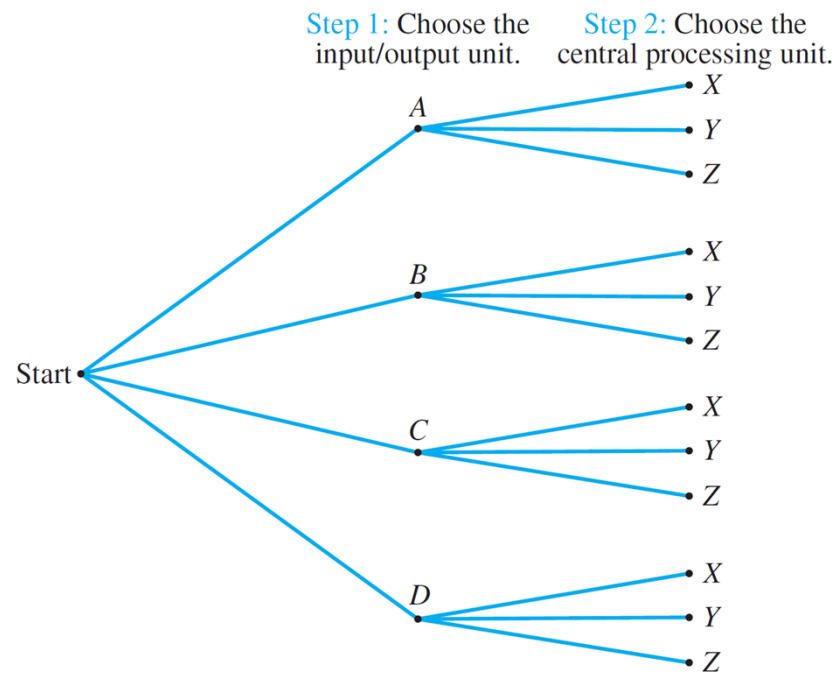 Step 1: Choose the
input/output unit.
Step 2: Choose the
central processing unit.
X
A
Y
Z
X
B
Y
Z
Start
X
C
Y
Z
X
D
Y
Z